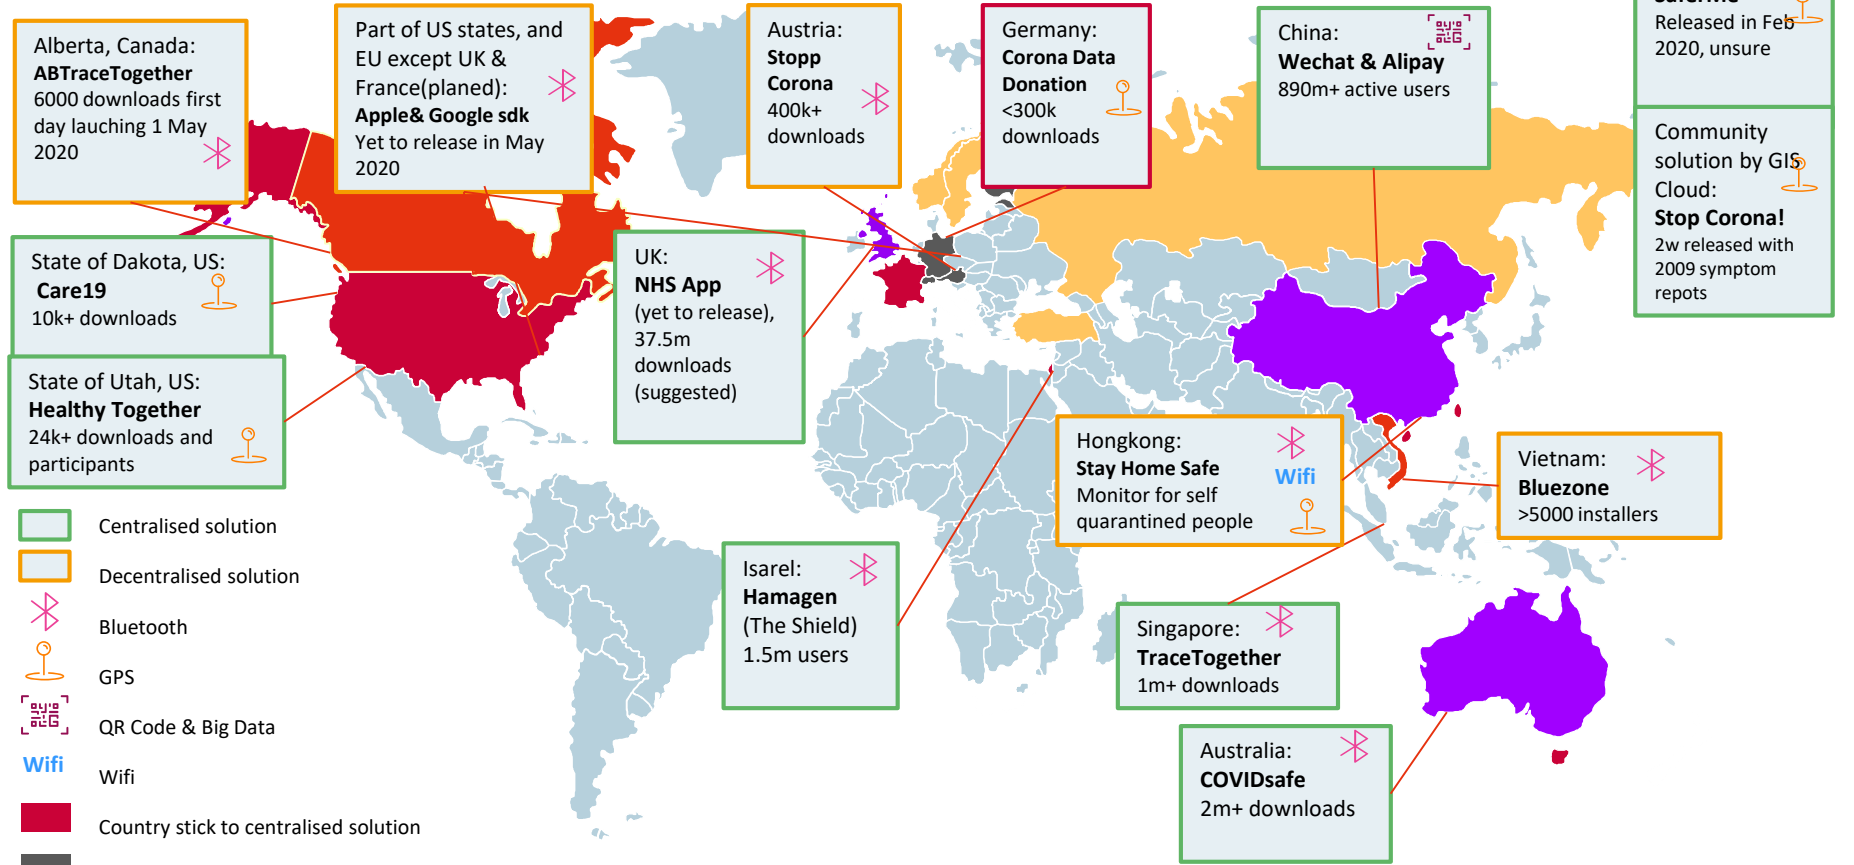 Alberta, Canada:
ABTraceTogether
6000 downloads first
day lauching 1 May
2020
Part of US states, and
EU except UK &
France(planed):
Apple& Google sdk
Yet to release in May
2020
Austria:
Stopp
Corona
400k+
downloads
Germany:
Corona Data
Donation
<300k
downloads
China:
Wechat & Alipay
890m+ active users
Released in Feb
2020, unsure
Community
solution by GIS
Cloud:
Stop Corona!
2w released with
2009 symptom
repots
State of Dakota, US:
Care19
10k+ downloads
State of Utah, US:
Healthy Together
24k+ downloads and
participants
UK:
NHS App
(yet to release),
37.5m
downloads
(suggested)
Hongkong:
Stay Home Safe
Monitor for self
quarantined people
Wifi
Vietnam:
Bluezone
>5000 installers
Isarel:
Hamagen
(The Shield)
1.5m users
Singapore:
TraceTogether
1m+ downloads
Australia:
COVIDsafe
2m+ downloads
Centralised solution
Decentralised solution
Bluetooth
GPS
QR Code & Big Data
Wifi
Wifi
Country stick to centralised solution